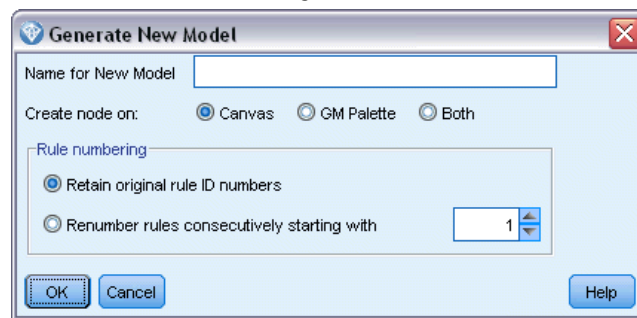 Generate New Model
Name for New Model
Create node on: Canvas GM Palette Both
Rule numbering
Retain original rule ID numbers
Renumber rules consecutively starting with 1
OK Cancel Help